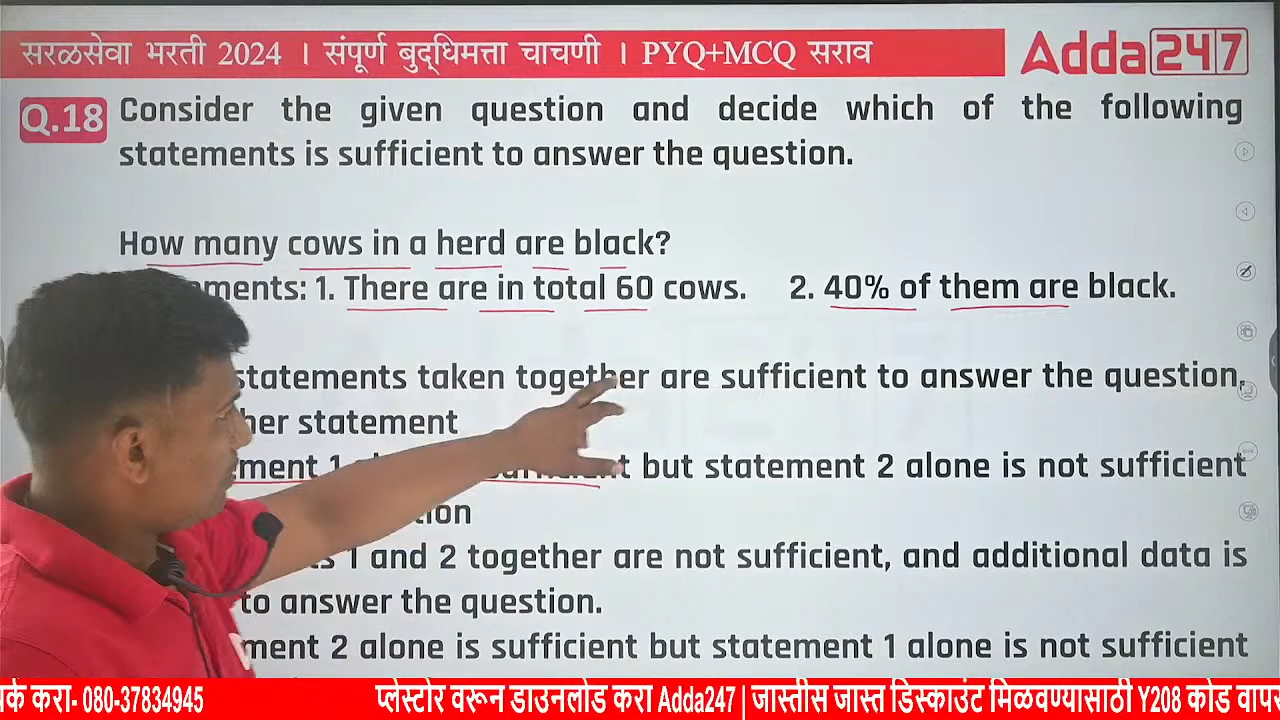 सरळसेवा भरती 2024 । संपूर्ण बुद्धिमत्ता चाचणी । PYQ+MCQ सराव
Adda247
Q.18 Consider the given question and decide which of the following
statements is sufficient to answer the question.
How many cows in a herd are black?
ements: 1. There are in total 60 cows. 2. 40% of them are black.
statements taken together are sufficient to answer the question,
her statement
ment 1 but statement 2 alone is not sufficient
tion
1 and 2 together are not sufficient, and additional data is
to answer the question.
ment 2 alone is sufficient but statement 1 alone is not sufficient
र्क करा- 080-37834945 प्लेस्टोर वरून डाउनलोड करा Adda247 | जास्तीस जास्त डिस्काउंट मिळवण्यासाठी Y208 कोड वापर